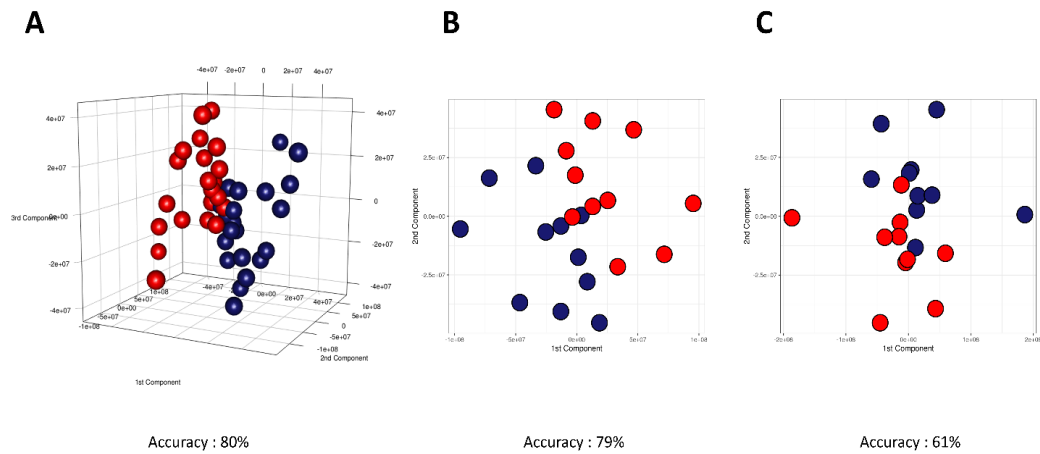 A
B
C
-4e+07 -2e+07 0 2e+07 4e+07
4e+07
2e+07
0
-2e+07
-4e+07
4e+07
2e+07
3rd Component
0e+00
-2e+07
-4e+07
-1e+08
-5e+07
0e+00
5e+07
1e+08
-4e+07 -2e+07 0e+00 2e+07 4e+07
1e+08
5e+07
0
-5e+07
-1e+08
2nd Component
1st Component
2nd Component
2.5e-07
0.0e+00
-2.5e-07
-1e-08 -5e+07 0e+00 5e+07 1e-08
1st Component
2nd Component
2.5e-07
0.0e+00
-2.5e-07
-2e-08 -1e-08 0e+00 1e-08 2e-08
1st Component
Accuracy : 80%
Accuracy : 79%
Accuracy : 61%